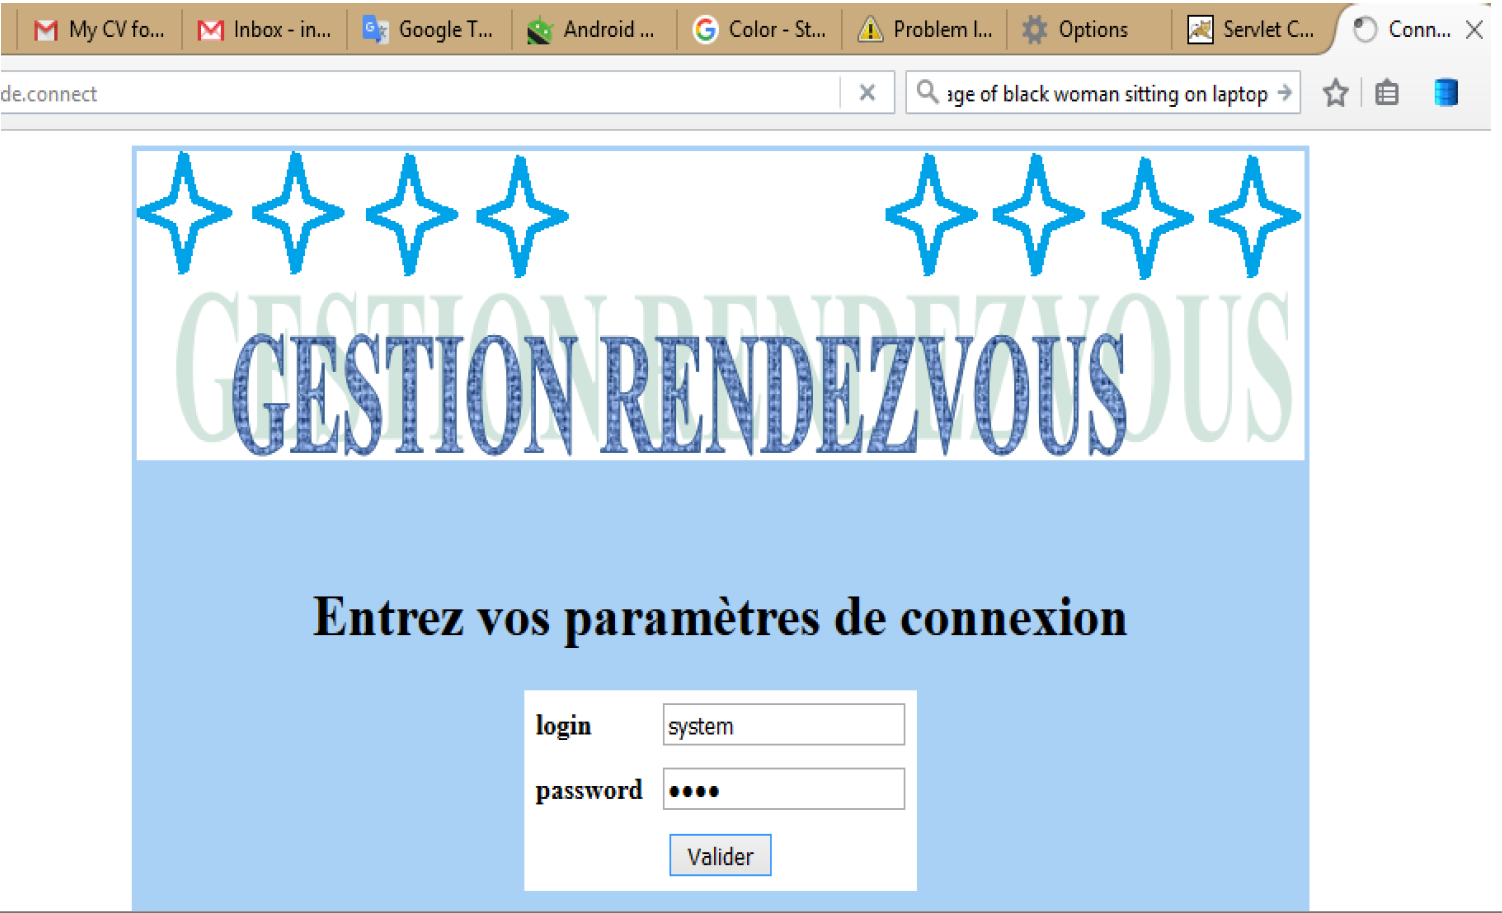 My CV fo... Inbox - in... Google T... Android ... Color - St... Problem l... Options Servlet C... Conn...
de.connect age of black woman sitting on laptop
GESTION RENDEZVOUS
GESTION RENDEZVOUS
Entrez vos paramètres de connexion
login system
password ••••
Valider